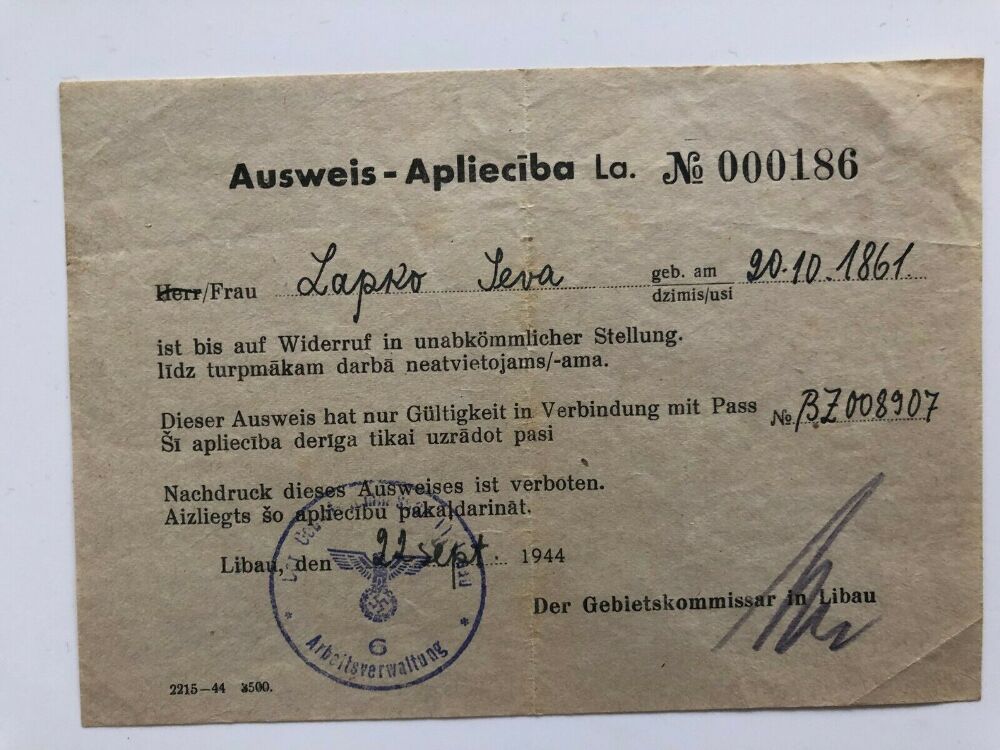 Ausweis - Apliecība La. № 000186
Herr/Frau Lapko Ieva geb. am 20.10.1861.
dzimis/usi
ist bis auf Widerruf in unabkömmlicher Stellung.
līdz turpmākam darbā neatvietojams/-ama.
Dieser Ausweis hat nur Gültigkeit in Verbindung mit Pass № BZ008907
Šī apliecība derīga tikai uzrādot pasi
Nachdruck dieses Ausweises ist verboten.
Aizliegts šo apliecību pakaldarināt.
Libau, den 22 sept. 1944
Der Gebietskommissar in Libau
6
Arbeitsverwaltung
2215—44 3500.